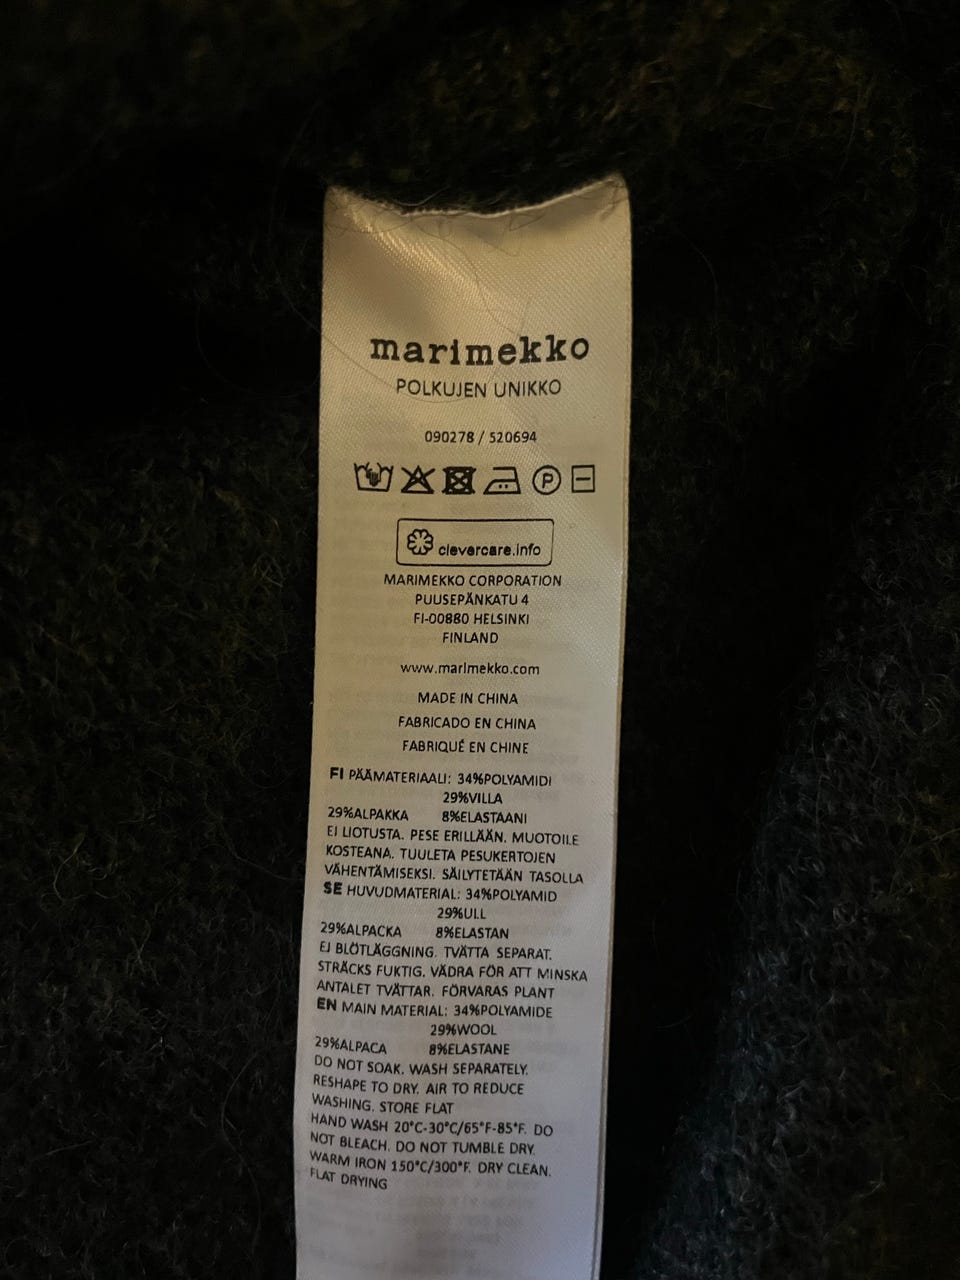 marimekko
POLKUJEN UNIKKO
090278 / 520694
P
clevercare.info
MARIMEKKO CORPORATION
PUUSEPÄNKATU 4
FI-00880 HELSINKI
FINLAND
www.marimekko.com
MADE IN CHINA
FABRICADO EN CHINA
FABRIQUÉ EN CHINE
FI PÄÄMATERIAALI: 34%POLYAMIDI
29%VILLA
29%ALPAKKA 8%ELASTAANI
EI LIOTUSTA. PESE ERILLÄÄN. MUOTOILE
KOSTEANA. TUULETA PESUKERTOJEN
VÄHENTÄMISEKSI. SÄILYTETÄÄN TASOLLA
SE HUVUDMATERIAL: 34%POLYAMID
29%ULL
29%ALPACKA 8%ELASTAN
EJ BLÖTLÄGGNING. TVÄTTA SEPARAT.
STRÄCKS FUKTIG. VÄDRA FÖR ATT MINSKA
ANTALET TVÄTTAR. FÖRVARAS PLANT
EN MAIN MATERIAL: 34%POLYAMIDE
29%WOOL
29%ALPACA 8%ELASTANE
DO NOT SOAK. WASH SEPARATELY.
RESHAPE TO DRY. AIR TO REDUCE
WASHING. STORE FLAT
HAND WASH 20°C-30°C/65°F-85°F. DO
NOT BLEACH. DO NOT TUMBLE DRY.
WARM IRON 150°C/300°F. DRY CLEAN.
FLAT DRYING